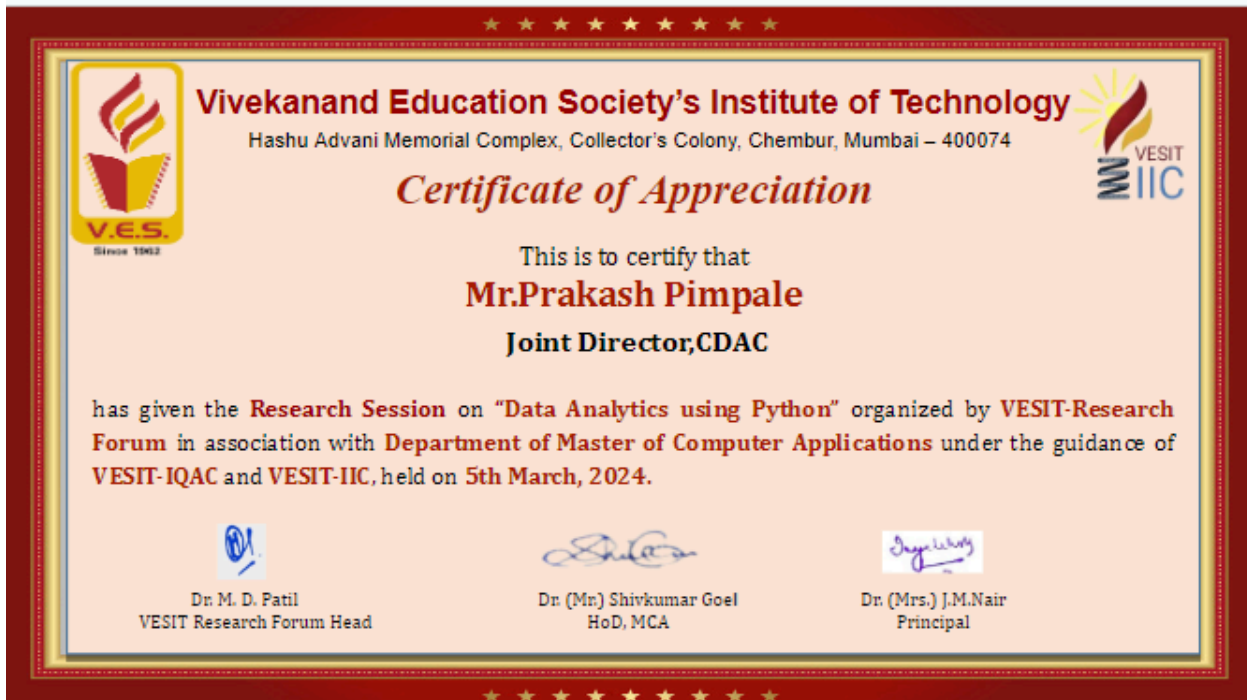 Vivekanand Education Society's Institute of Technology
Hashu Advani Memorial Complex, Collector's Colony, Chembur, Mumbai – 400074
V.E.S.
Since 1962
VESIT
IIC
Certificate of Appreciation
This is to certify that
Mr.Prakash Pimpale
Joint Director,CDAC
has given the Research Session on “Data Analytics using Python” organized by VESIT-Research
Forum in association with Department of Master of Computer Applications under the guidance of
VESIT-IQAC and VESIT-IIC, held on 5th March, 2024.
Dr. M. D. Patil
VESIT Research Forum Head
Dr. (Mr.) Shivkumar Goel
HoD, MCA
Dr. (Mrs.) J.M.Nair
Principal